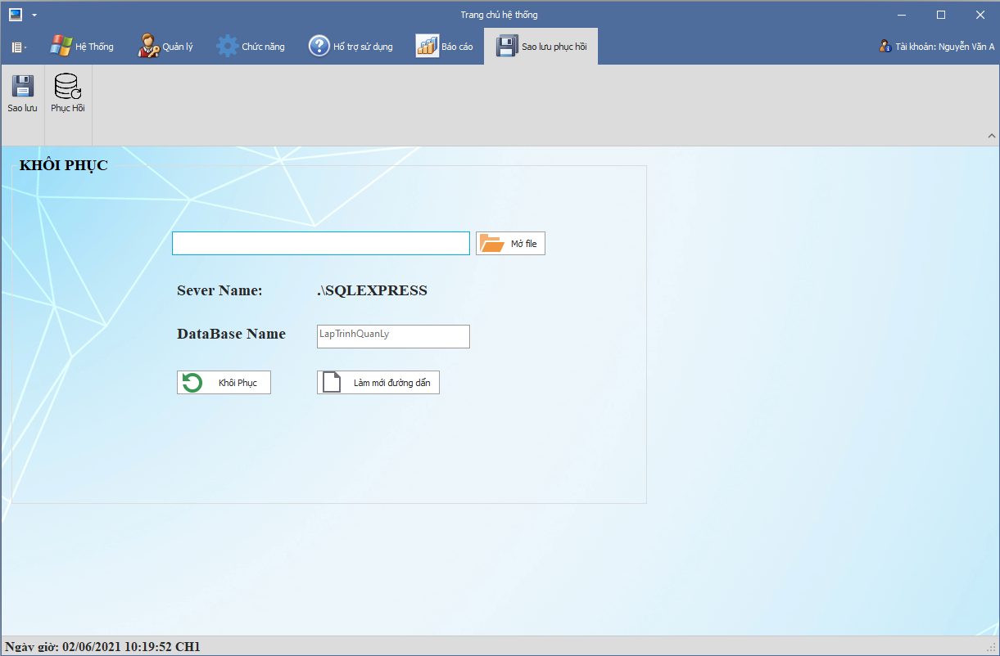 Trang chủ hệ thống
Hệ Thống
Quản lý
Chức năng
Hổ trợ sử dụng
Báo cáo
Sao lưu phục hồi
Tài khoản: Nguyễn Văn A
Sao lưu
Phục Hồi
KHÔI PHỤC
Mở file
Sever Name:
.\SQLEXPRESS
DataBase Name
LapTrinhQuanLy
Khôi Phục
Làm mới đường dẩn
Ngày giờ: 02/06/2021 10:19:52 CH1